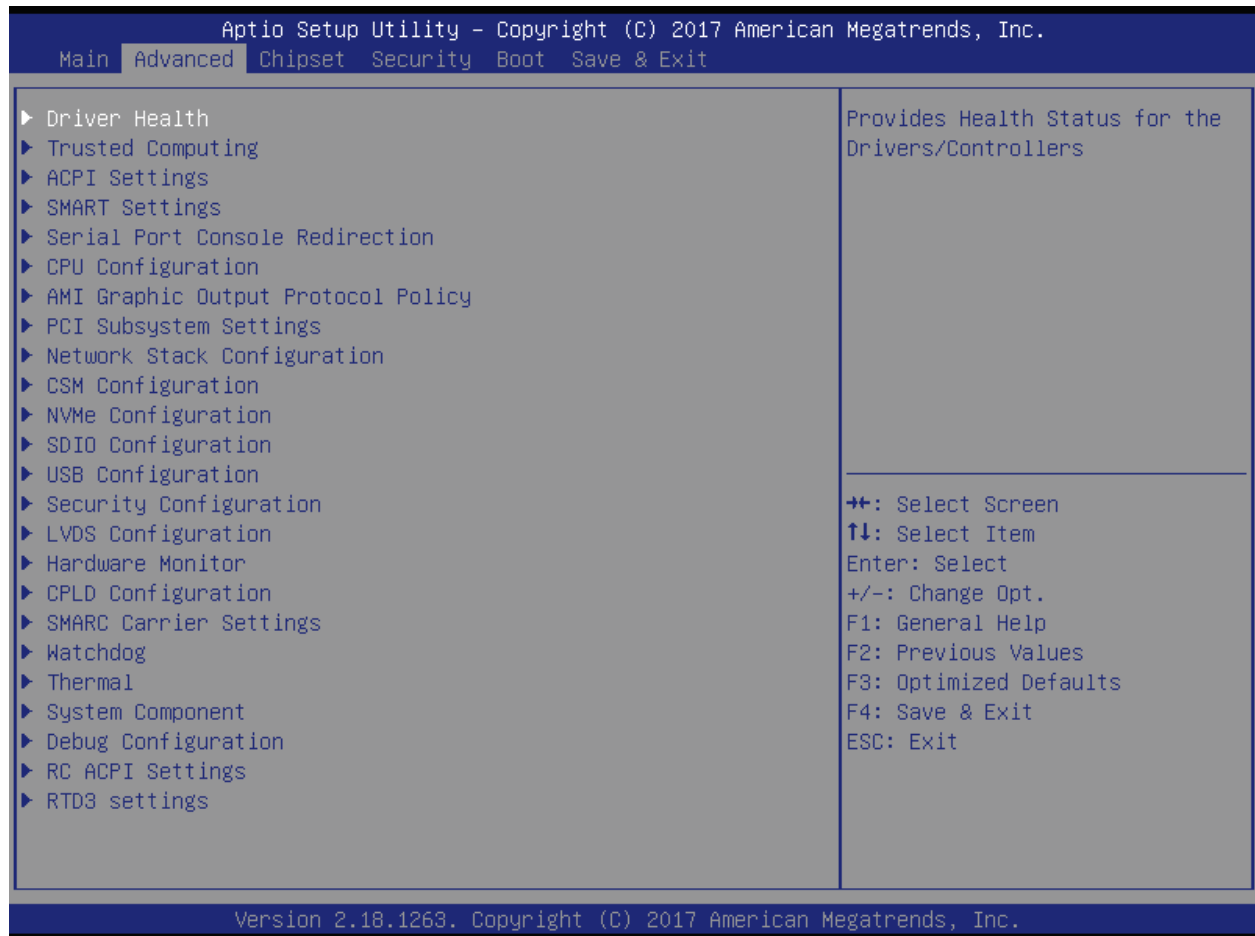 Aptio Setup Utility – Copyright (C) 2017 American Megatrends, Inc.
Main Advanced Chipset Security Boot Save & Exit
▶ Driver Health
▶ Trusted Computing
▶ ACPI Settings
▶ SMART Settings
▶ Serial Port Console Redirection
▶ CPU Configuration
▶ AMI Graphic Output Protocol Policy
▶ PCI Subsystem Settings
▶ Network Stack Configuration
▶ CSM Configuration
▶ NVMe Configuration
▶ SDIO Configuration
▶ USB Configuration
▶ Security Configuration
▶ LVDS Configuration
▶ Hardware Monitor
▶ CPLD Configuration
▶ SMARC Carrier Settings
▶ Watchdog
▶ Thermal
▶ System Component
▶ Debug Configuration
▶ RC ACPI Settings
▶ RTD3 settings
Provides Health Status for the
Drivers/Controllers
→←: Select Screen
↑↓: Select Item
Enter: Select
+/-: Change Opt.
F1: General Help
F2: Previous Values
F3: Optimized Defaults
F4: Save & Exit
ESC: Exit
Version 2.18.1263. Copyright (C) 2017 American Megatrends, Inc.